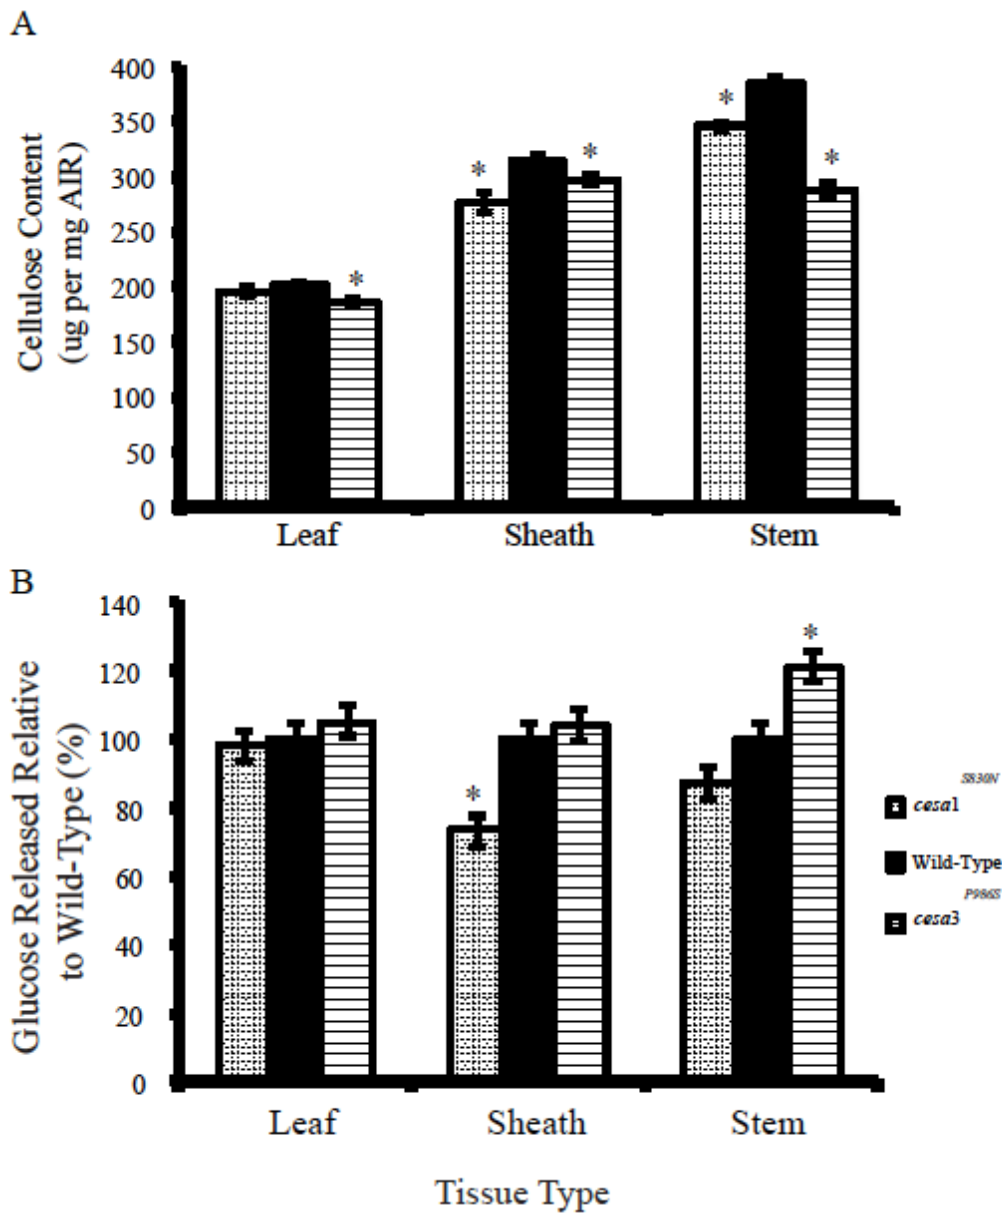 A
400
350
300
250
200
150
100
50
0
Cellulose Content
(ug per mg AIR)
*
*
*
*
*
Leaf Sheath Stem
B
140
120
100
80
60
40
20
0
Glucose Released Relative
to Wild-Type (%)
*
*
cesa1 S830N
Wild-Type
cesa3 P986S
Leaf Sheath Stem
Tissue Type